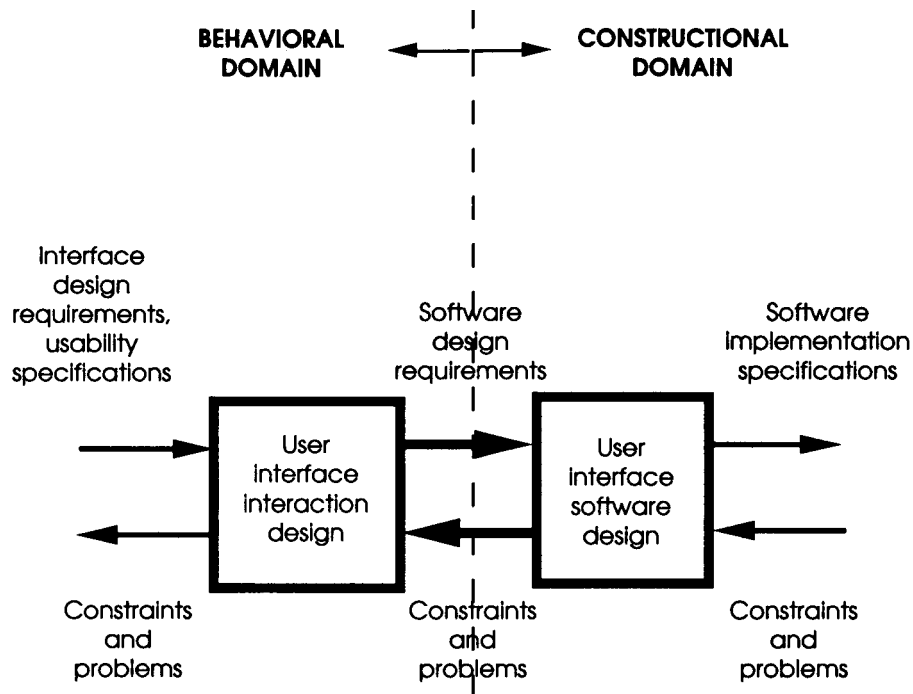 BEHAVIORAL
DOMAIN
CONSTRUCTIONAL
DOMAIN
Interface
design
requirements,
usability
specifications
Software
design
requirements
Software
implementation
specifications
User
interface
interaction
design
User
interface
software
design
Constraints
and
problems
Constraints
and
problems
Constraints
and
problems